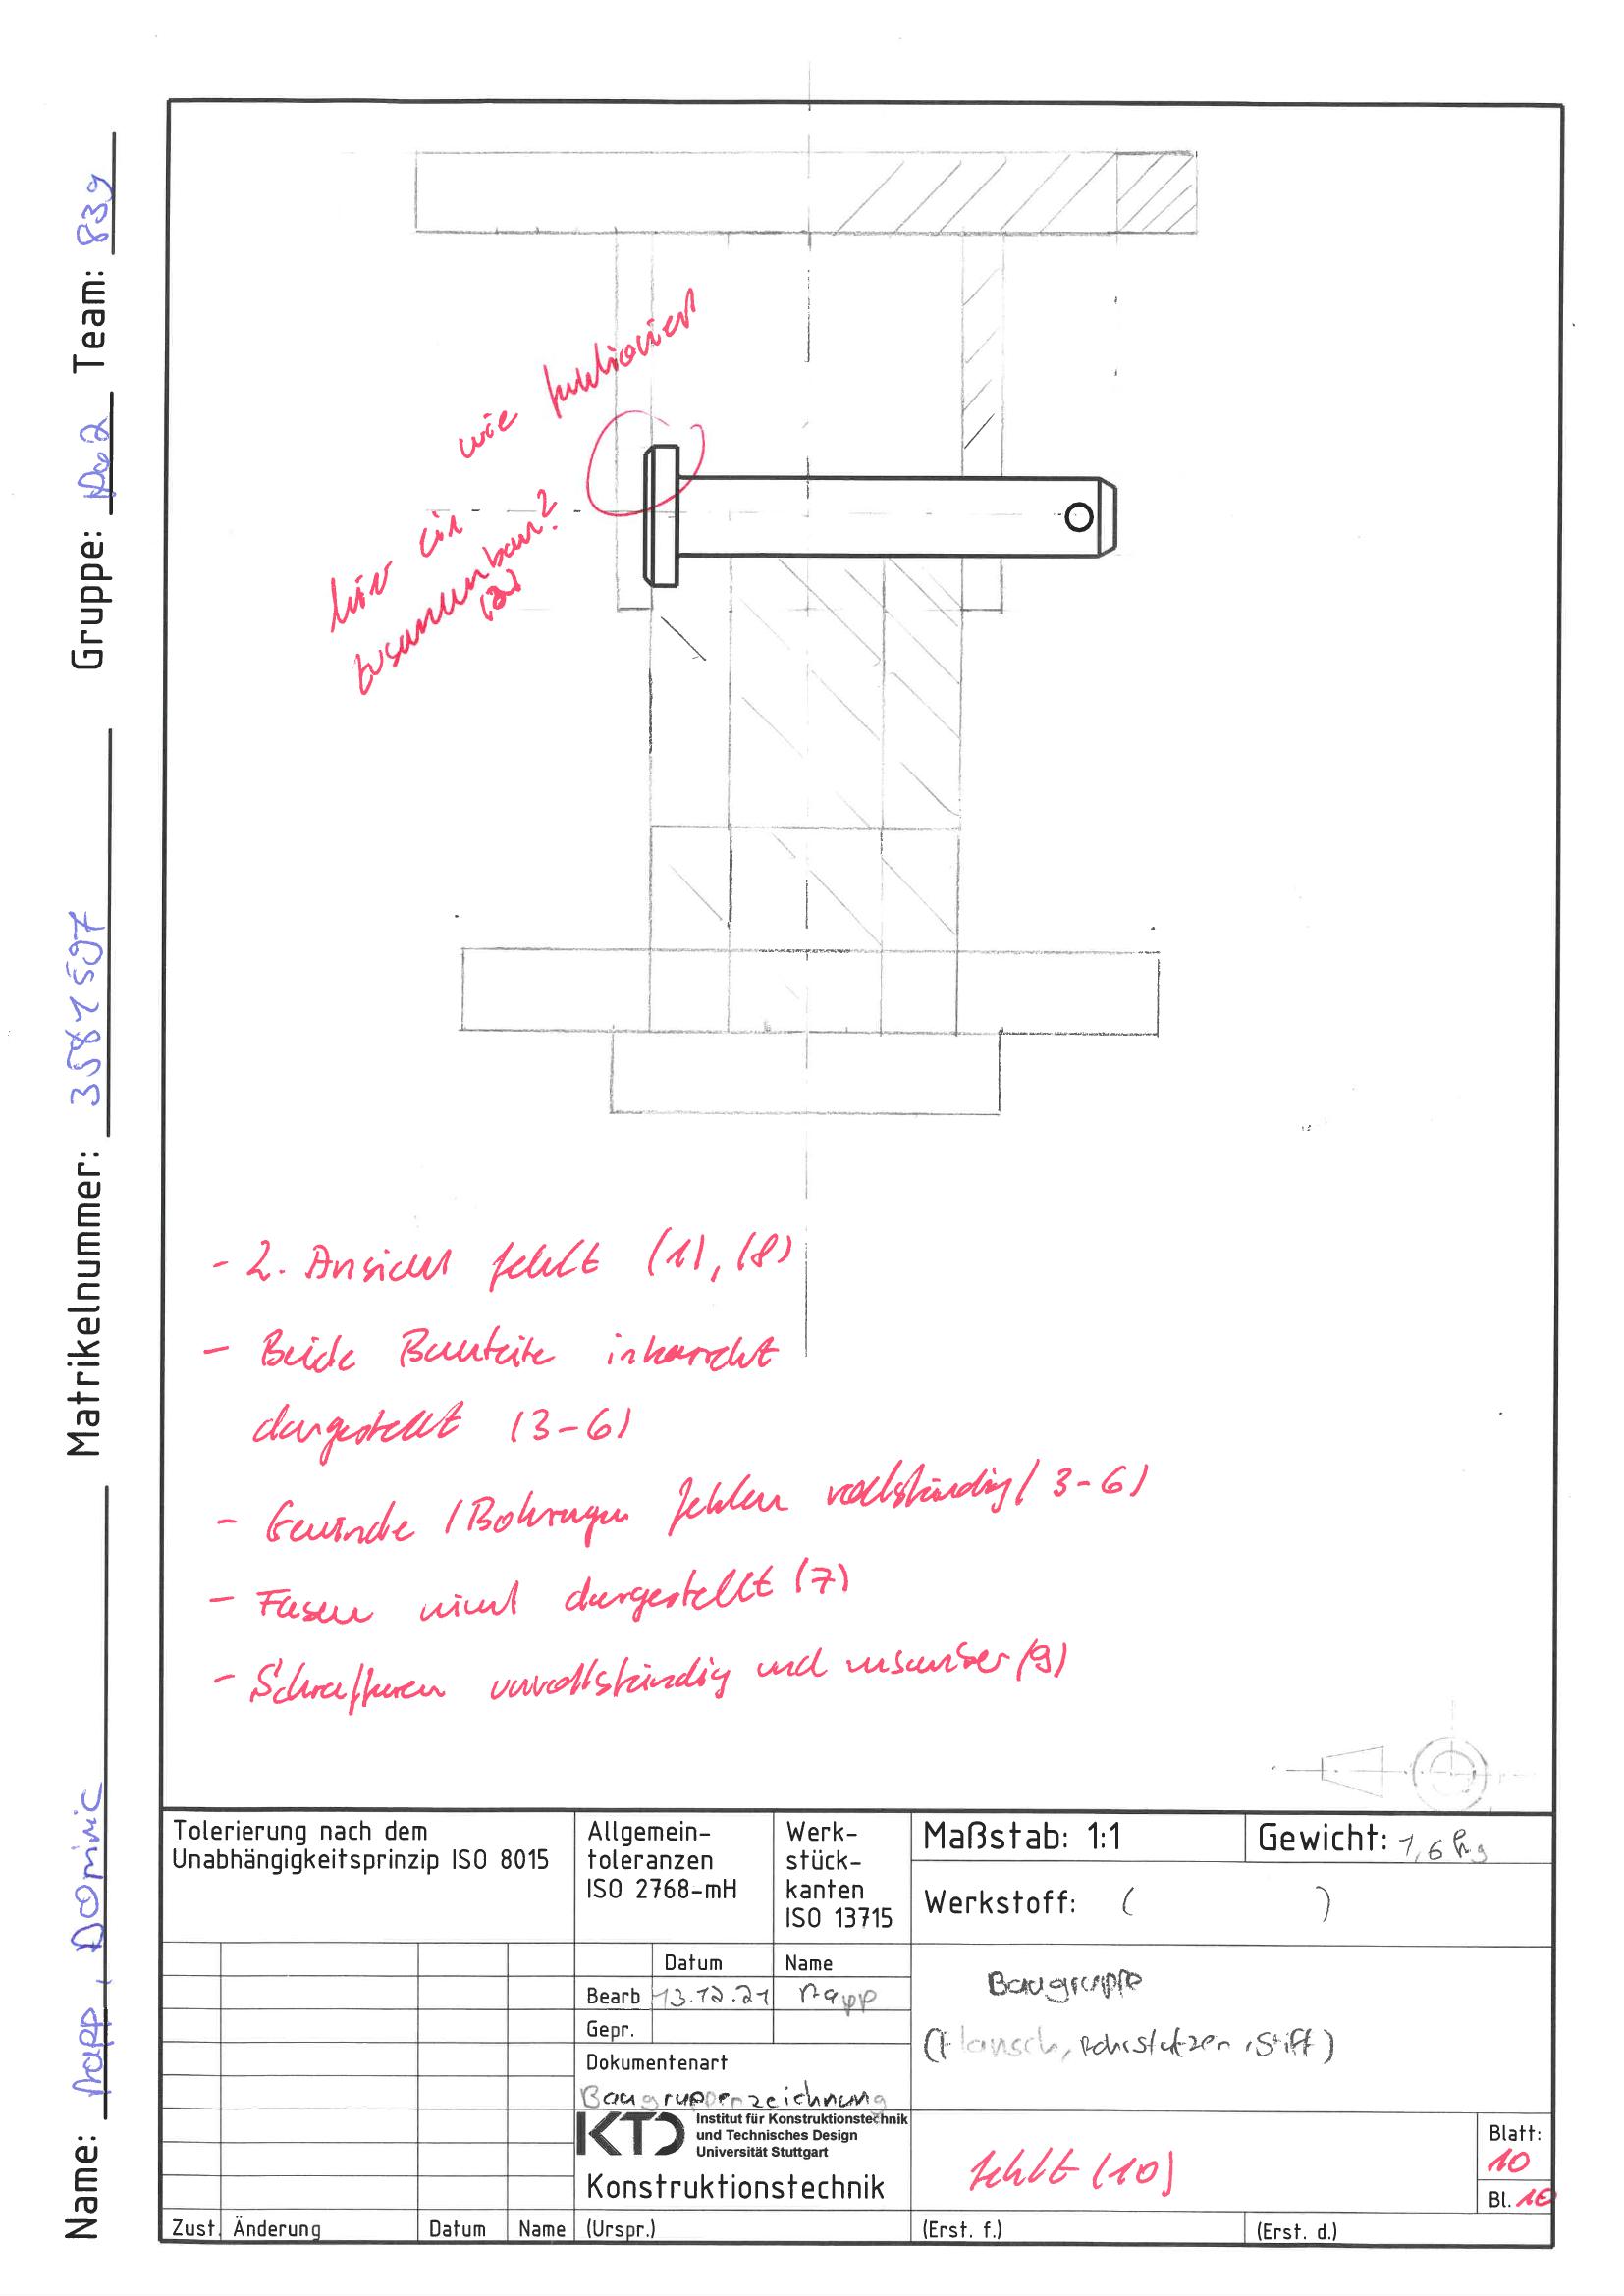 Name: Rapp, Dominic Matrikelnummer: 3581597 Gruppe: Team: 839
wie funktioniert
hier ein
zusammenbau?
(2)
- 2. Ansicht fehlt (1), (8)
- Beide Bauteile inkorrekt
dargestellt (3-6)
- Gewinde / Bohrungen fehlen vollständig (3-6)
- Fasen nicht dargestellt (7)
- Schraffuren unvollständig und unsauber (9)
Tolerierung nach dem
Unabhängigkeitsprinzip ISO 8015
Allgemein-
toleranzen
ISO 2768-mH
Werk-
stück-
kanten
ISO 13715
Maßstab: 1:1
Gewicht: 1,6 kg
Werkstoff: ( )
Datum Name
Bearb 13.12.21 Rapp
Gepr.
Dokumentenart
Baugruppenzeichnung
Baugruppe
(Flansch, Rohrstutzen, Stift)
KTD Institut für Konstruktionstechnik
und Technisches Design
Universität Stuttgart
Konstruktionstechnik
fehlt (10)
Blatt:
10
Bl. 10
Zust. Änderung Datum Name (Urspr.) (Erst. f.) (Erst. d.)